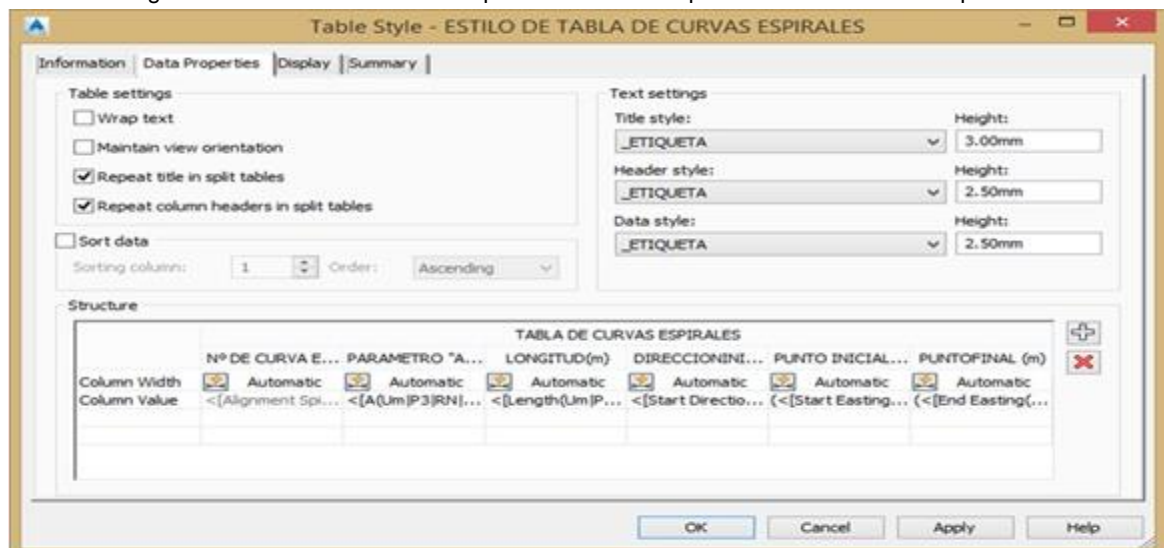 Table Style - ESTILO DE TABLA DE CURVAS ESPIRALES
Information Data Properties Display Summary
Table settings
Wrap text
Maintain view orientation
Repeat title in split tables
Repeat column headers in split tables
Sort data
Sorting column: 1 Order: Ascending
Text settings
Title style: Height:
_ETIQUETA 3.00mm
Header style: Height:
_ETIQUETA 2.50mm
Data style: Height:
_ETIQUETA 2.50mm
Structure
TABLA DE CURVAS ESPIRALES
Nº DE CURVA E... PARAMETRO "A... LONGITUD(m) DIRECCIONINI... PUNTO INICIAL... PUNTOFINAL (m)
Column Width Automatic Automatic Automatic Automatic Automatic Automatic
Column Value <[Alignment Spi... <[A(Um|P3|RN|... <[Length(Um|P... <[Start Directio... (<[Start Easting... (<[End Easting(...
OK Cancel Apply Help